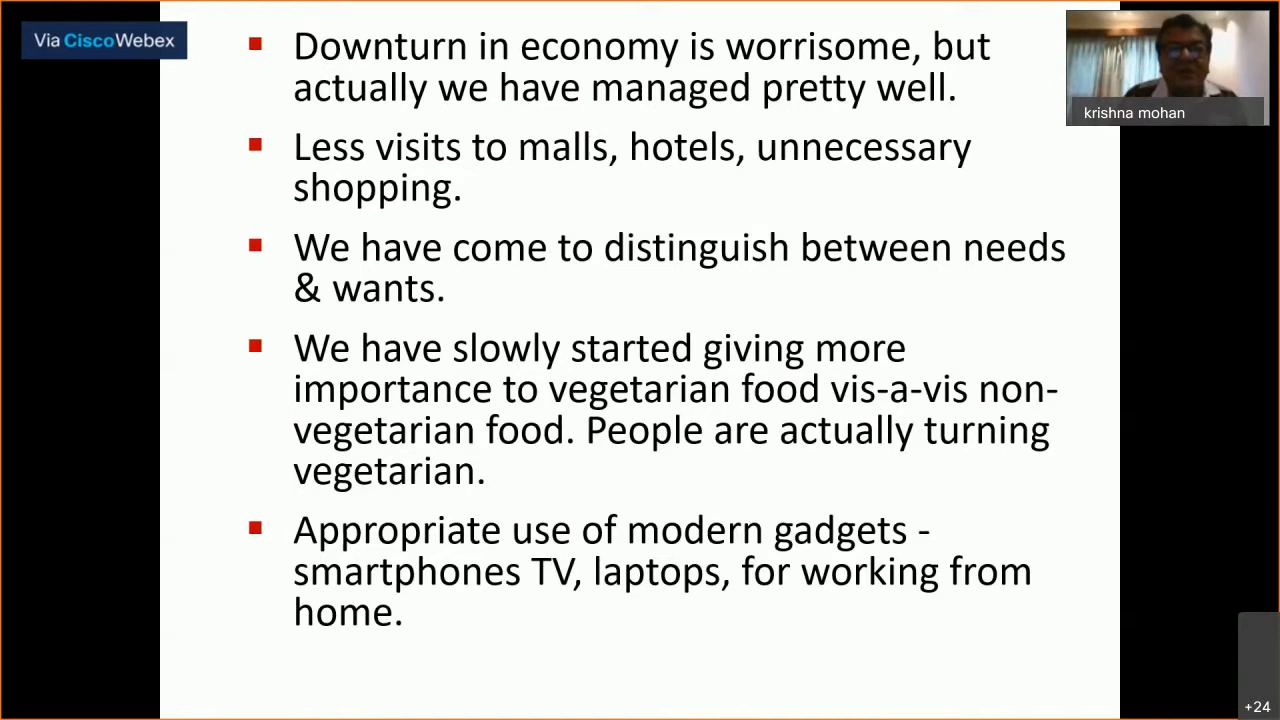 Via Cisco Webex
krishna mohan
Downturn in economy is worrisome, but
actually we have managed pretty well.
Less visits to malls, hotels, unnecessary
shopping.
We have come to distinguish between needs
& wants.
We have slowly started giving more
importance to vegetarian food vis-a-vis non-
vegetarian food. People are actually turning
vegetarian.
Appropriate use of modern gadgets -
smartphones TV, laptops, for working from
home.
+24